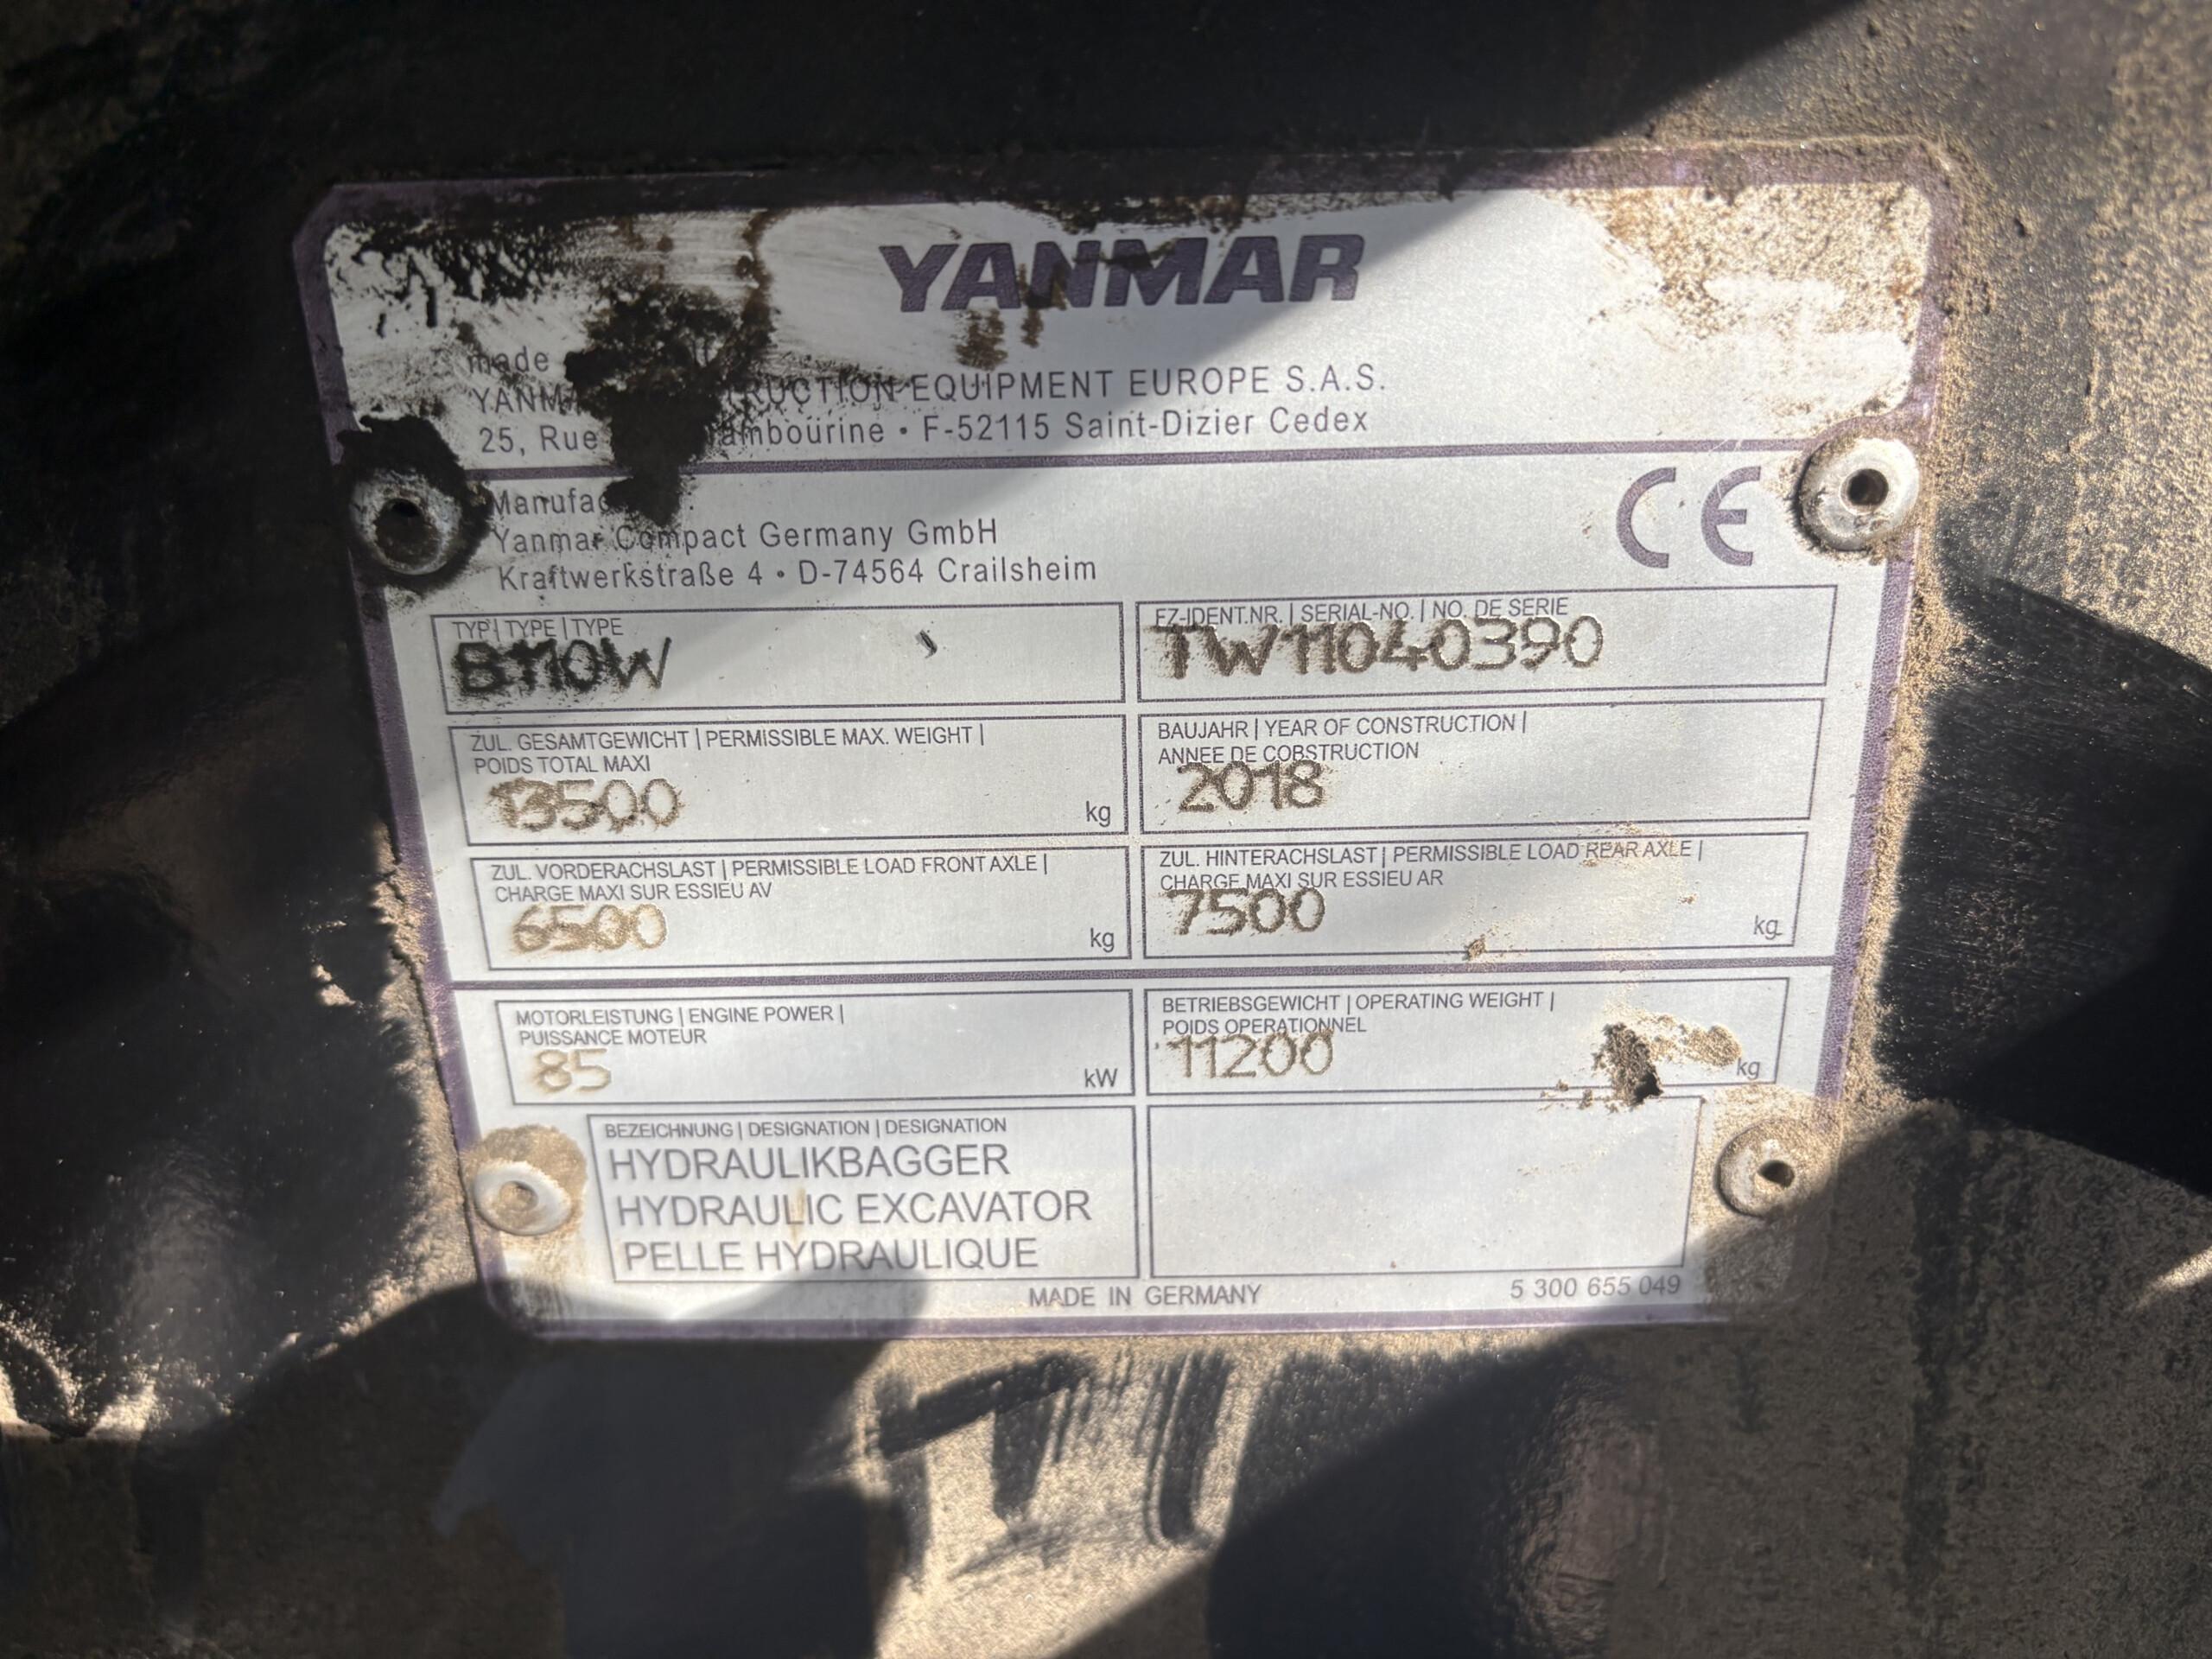 YANMAR
made
EQUIPMENT EUROPE S.A.S.
25, Rue • F-52115 Saint-Dizier Cedex
Yanmar Compact Germany GmbH
Kraftwerkstraße 4 • D-74564 Crailsheim
CE
TYP | TYPE | TYPE
B110W
FZ-IDENT.NR. | SERIAL-NO. | NO. DE SERIE
TW11040390
ZUL. GESAMTGEWICHT | PERMISSIBLE MAX. WEIGHT |
POIDS TOTAL MAXI
13500
kg
BAUJAHR | YEAR OF CONSTRUCTION |
ANNEE DE COBSTRUCTION
2018
ZUL. VORDERACHSLAST | PERMISSIBLE LOAD FRONT AXLE |
CHARGE MAXI SUR ESSIEU AV
6500
kg
ZUL. HINTERACHSLAST | PERMISSIBLE LOAD REAR AXLE |
CHARGE MAXI SUR ESSIEU AR
7500
kg
MOTORLEISTUNG | ENGINE POWER |
PUISSANCE MOTEUR
85
kW
BETRIEBSGEWICHT | OPERATING WEIGHT |
POIDS OPERATIONNEL
11200
kg
BEZEICHNUNG | DESIGNATION | DESIGNATION
HYDRAULIKBAGGER
HYDRAULIC EXCAVATOR
PELLE HYDRAULIQUE
MADE IN GERMANY
5 300 655 049